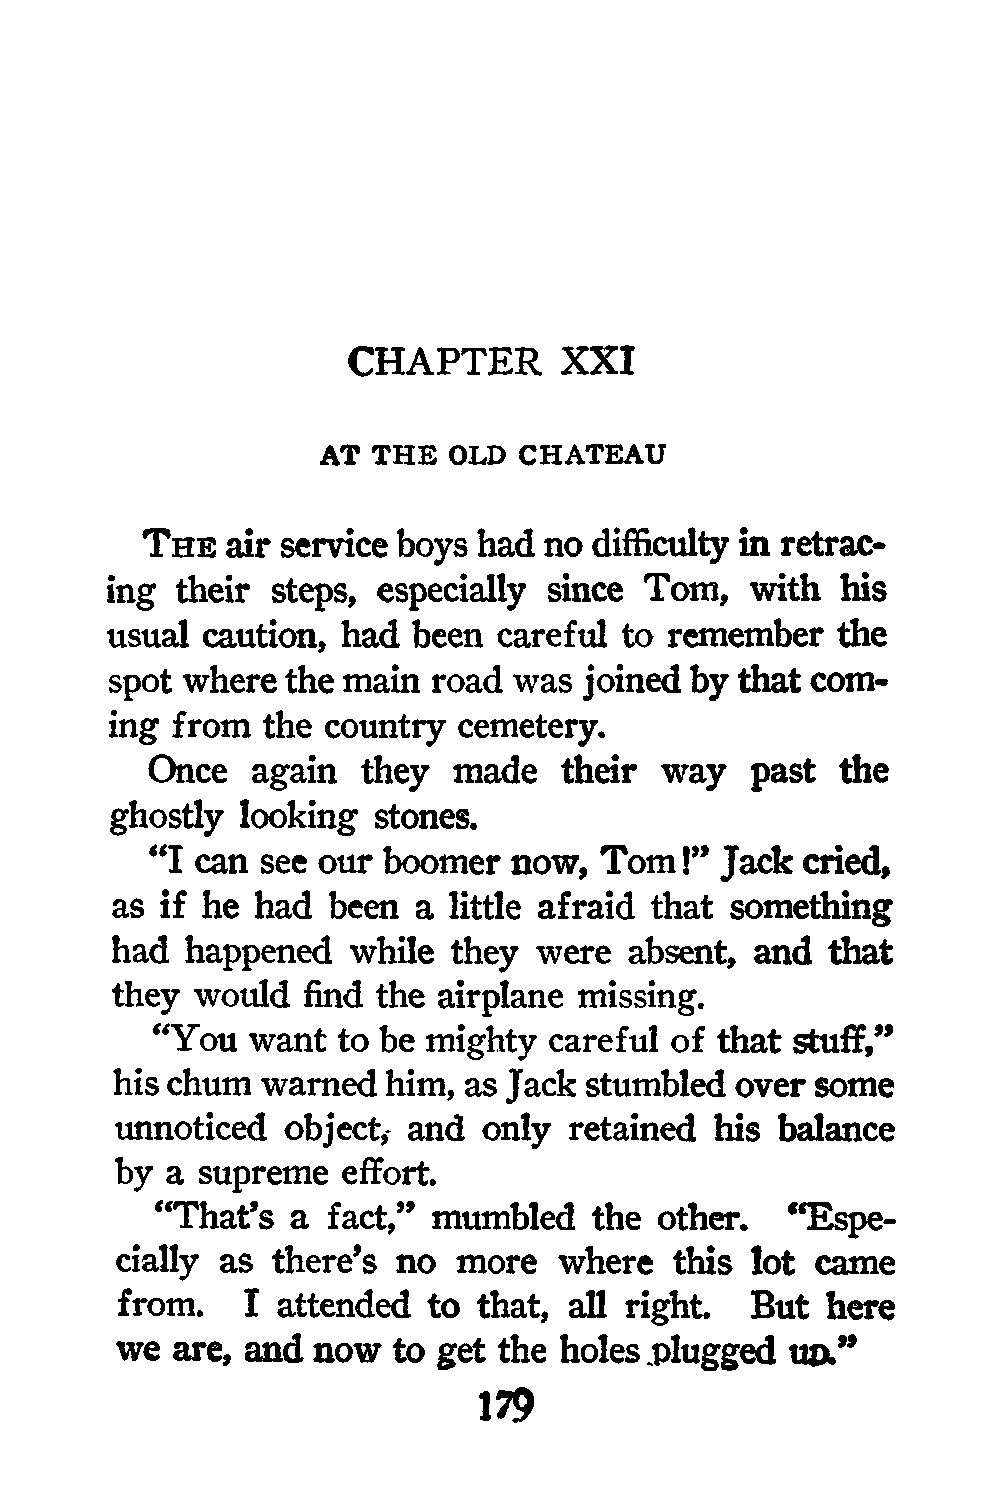 CHAPTER XXI
AT THE OLD CHATEAU
THE air service boys had no difficulty in retrac-
ing their steps, especially since Tom, with his
usual caution, had been careful to remember the
spot where the main road was joined by that com-
ing from the country cemetery.
Once again they made their way past the
ghostly looking stones.
“I can see our boomer now, Tom!” Jack cried,
as if he had been a little afraid that something
had happened while they were absent, and that
they would find the airplane missing.
“You want to be mighty careful of that stuff,”
his chum warned him, as Jack stumbled over some
unnoticed object, and only retained his balance
by a supreme effort.
“That’s a fact,” mumbled the other. “Espe-
cially as there’s no more where this lot came
from. I attended to that, all right. But here
we are, and now to get the holes plugged up.”
179